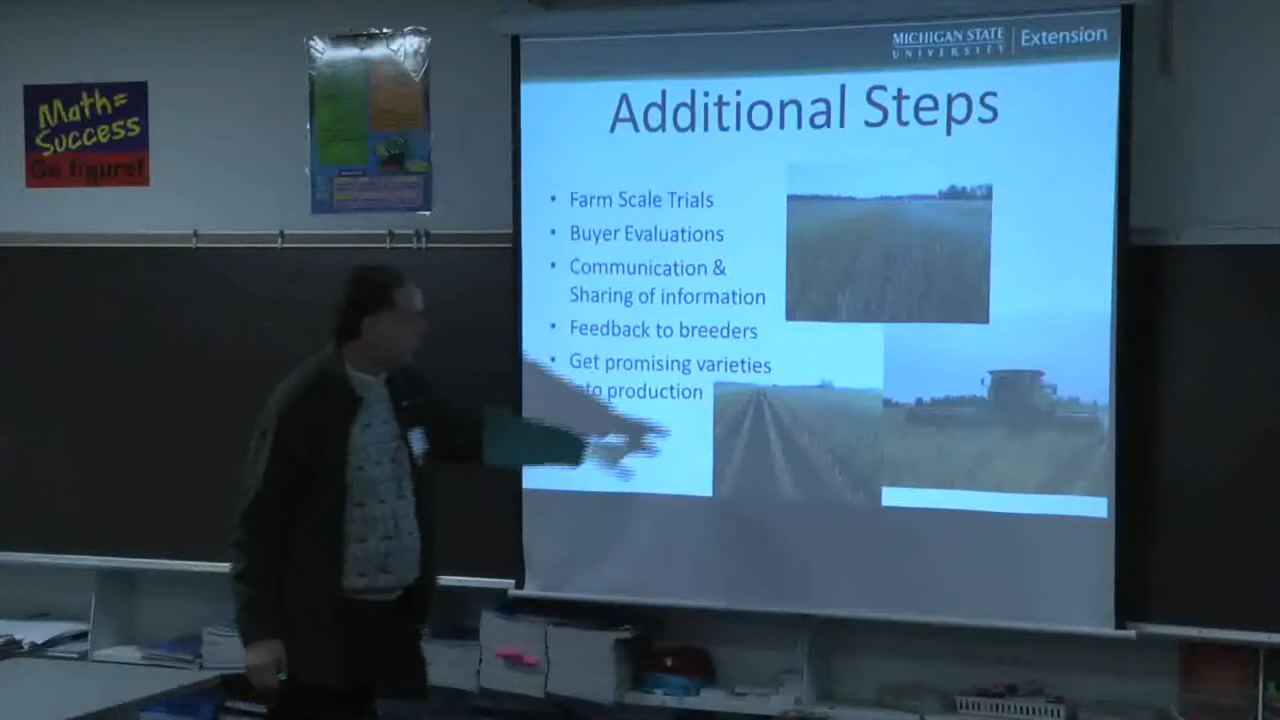 Math=
Success
Go figure!
MICHIGAN STATE
UNIVERSITY
Extension
Additional Steps
• Farm Scale Trials
• Buyer Evaluations
• Communication &
Sharing of information
• Feedback to breeders
• Get promising varieties
production